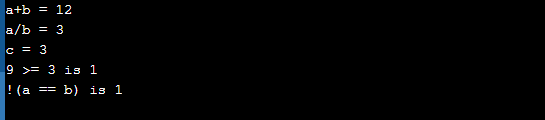 a+b = 12
a/b = 3
c = 3
9 >= 3 is 1
!(a == b) is 1